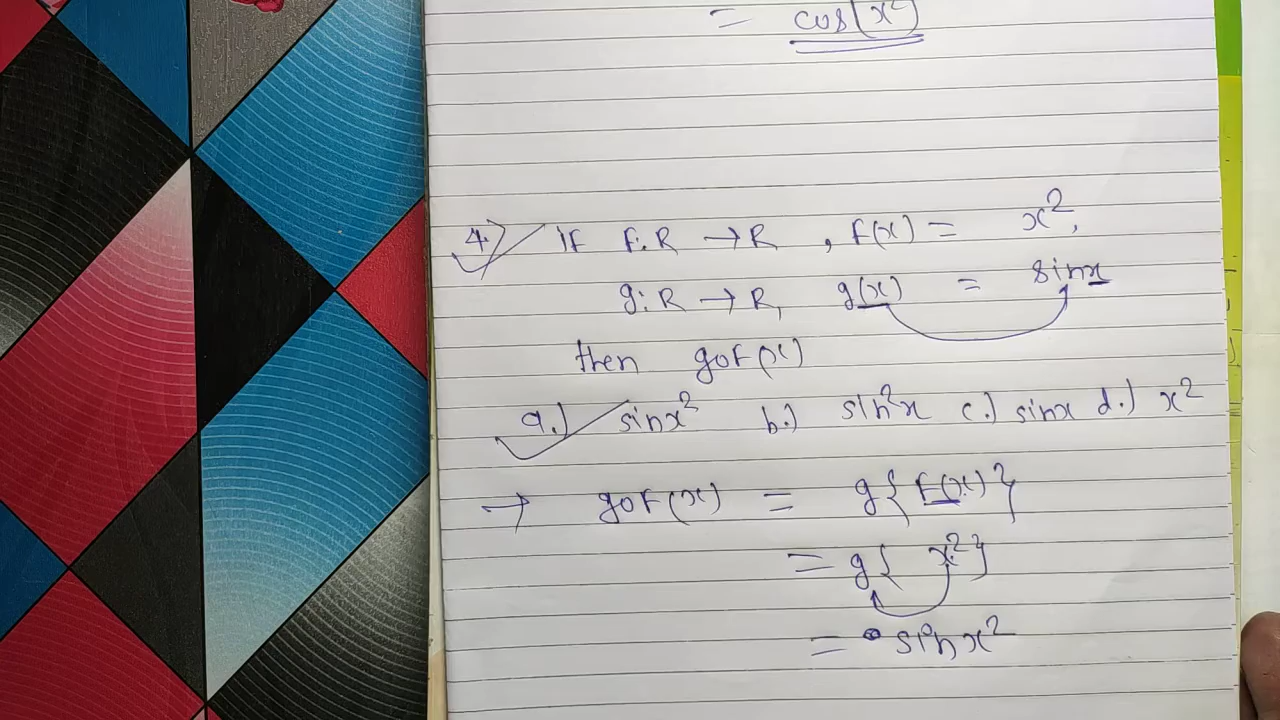 = cos(x²)
4.) If F: R → R , F(x) = x²,
g: R → R, g(x) = sinx
then goF(x)
a.) sinx² b.) sin²x c.) sinx d.) x²
→ goF(x) = g{F(x)}
= g{x²}
= sinx²